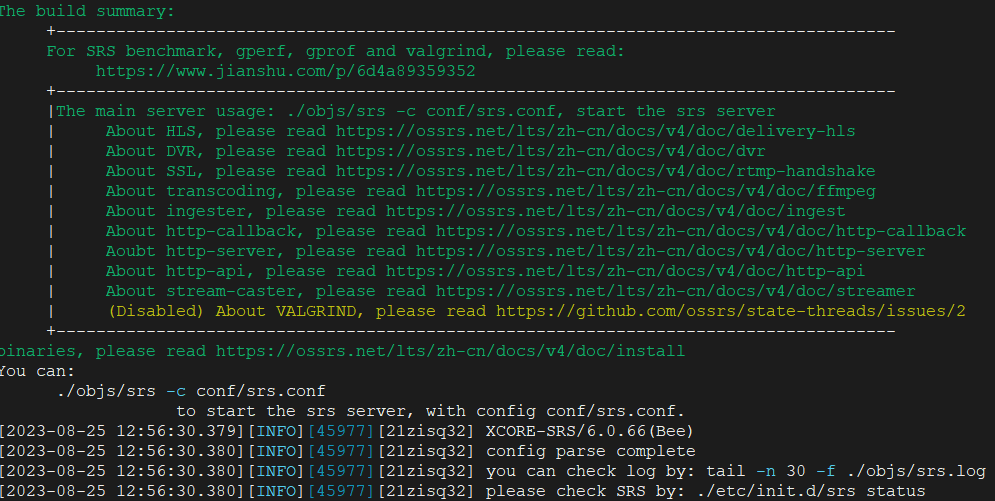 The build summary:
+------------------------------------------------------------------------------------
For SRS benchmark, gperf, gprof and valgrind, please read:
https://www.jianshu.com/p/6d4a89359352
+------------------------------------------------------------------------------------
|The main server usage: ./objs/srs -c conf/srs.conf, start the srs server
| About HLS, please read https://ossrs.net/lts/zh-cn/docs/v4/doc/delivery-hls
| About DVR, please read https://ossrs.net/lts/zh-cn/docs/v4/doc/dvr
| About SSL, please read https://ossrs.net/lts/zh-cn/docs/v4/doc/rtmp-handshake
| About transcoding, please read https://ossrs.net/lts/zh-cn/docs/v4/doc/ffmpeg
| About ingester, please read https://ossrs.net/lts/zh-cn/docs/v4/doc/ingest
| About http-callback, please read https://ossrs.net/lts/zh-cn/docs/v4/doc/http-callback
| Aoubt http-server, please read https://ossrs.net/lts/zh-cn/docs/v4/doc/http-server
| About http-api, please read https://ossrs.net/lts/zh-cn/docs/v4/doc/http-api
| About stream-caster, please read https://ossrs.net/lts/zh-cn/docs/v4/doc/streamer
| (Disabled) About VALGRIND, please read https://github.com/ossrs/state-threads/issues/2
+------------------------------------------------------------------------------------
binaries, please read https://ossrs.net/lts/zh-cn/docs/v4/doc/install
You can:
./objs/srs -c conf/srs.conf
to start the srs server, with config conf/srs.conf.
[2023-08-25 12:56:30.379][INFO][45977][21zisq32] XCORE-SRS/6.0.66(Bee)
[2023-08-25 12:56:30.380][INFO][45977][21zisq32] config parse complete
[2023-08-25 12:56:30.380][INFO][45977][21zisq32] you can check log by: tail -n 30 -f ./objs/srs.log
[2023-08-25 12:56:30.380][INFO][45977][21zisq32] please check SRS by: ./etc/init.d/srs status